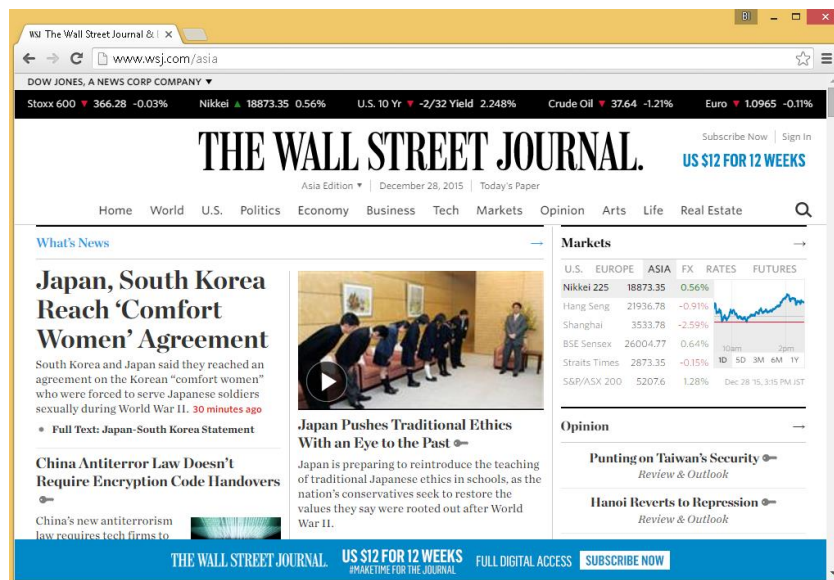 BI
WSJ The Wall Street Journal &
www.wsj.com/asia
DOW JONES, A NEWS CORP COMPANY ▼
Stoxx 600 ▼ 366.28 -0.03% Nikkei ▲ 18873.35 0.56% U.S. 10 Yr ▼ -2/32 Yield 2.248% Crude Oil ▼ 37.64 -1.21% Euro ▼ 1.0965 -0.11%
THE WALL STREET JOURNAL.
Subscribe Now | Sign In
US $12 FOR 12 WEEKS
Asia Edition ▼ | December 28, 2015 | Today's Paper
Home World U.S. Politics Economy Business Tech Markets Opinion Arts Life Real Estate
What's News →
Japan, South Korea
Reach ‘Comfort
Women’ Agreement
South Korea and Japan said they reached an
agreement on the Korean “comfort women”
who were forced to serve Japanese soldiers
sexually during World War II. 30 minutes ago
• Full Text: Japan-South Korea Statement
China Antiterror Law Doesn’t
Require Encryption Code Handovers
China’s new antiterrorism
law requires tech firms to
Japan Pushes Traditional Ethics
With an Eye to the Past
Japan is preparing to reintroduce the teaching
of traditional Japanese ethics in schools, as the
nation’s conservatives seek to restore the
values they say were rooted out after World
War II.
Markets →
U.S. EUROPE ASIA FX RATES FUTURES
Nikkei 225 18873.35 0.56%
Hang Seng 21936.78 -0.91%
Shanghai 3533.78 -2.59%
BSE Sensex 26004.77 0.64%
Straits Times 2873.35 -0.15%
S&P/ASX 200 5207.6 1.28%
10am 2pm
1D 5D 3M 6M 1Y
Dec 28 '15, 3:15 PM JST
Opinion →
Punting on Taiwan’s Security
Review & Outlook
Hanoi Reverts to Repression
Review & Outlook
THE WALL STREET JOURNAL. US $12 FOR 12 WEEKS FULL DIGITAL ACCESS SUBSCRIBE NOW
#MAKETIME FOR THE JOURNAL